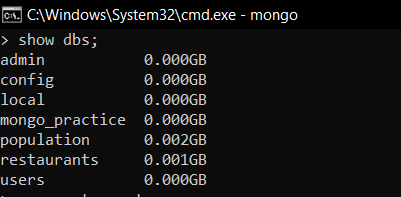 C:\Windows\System32\cmd.exe - mongo
> show dbs;
admin 0.000GB
config 0.000GB
local 0.000GB
mongo_practice 0.000GB
population 0.002GB
restaurants 0.001GB
users 0.000GB